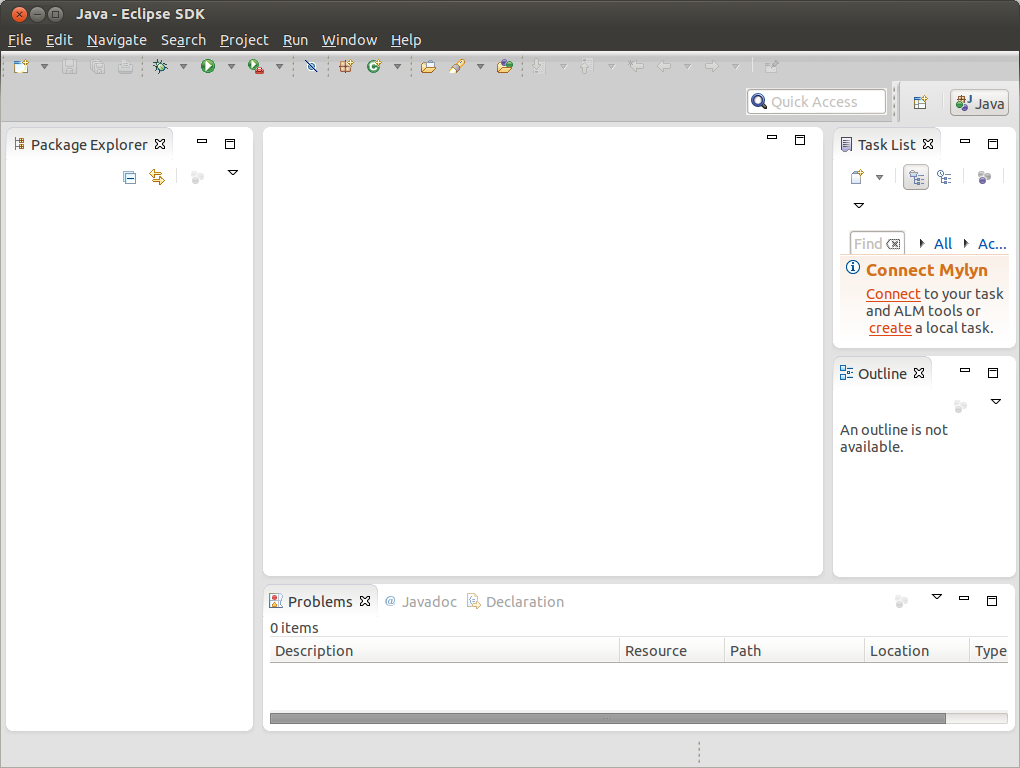 Java - Eclipse SDK
File Edit Navigate Search Project Run Window Help
Quick Access
Java
Package Explorer
Task List
Find All Ac...
Connect Mylyn
Connect to your task
and ALM tools or
create a local task.
Outline
An outline is not
available.
Problems @ Javadoc Declaration
0 items
Description Resource Path Location Type